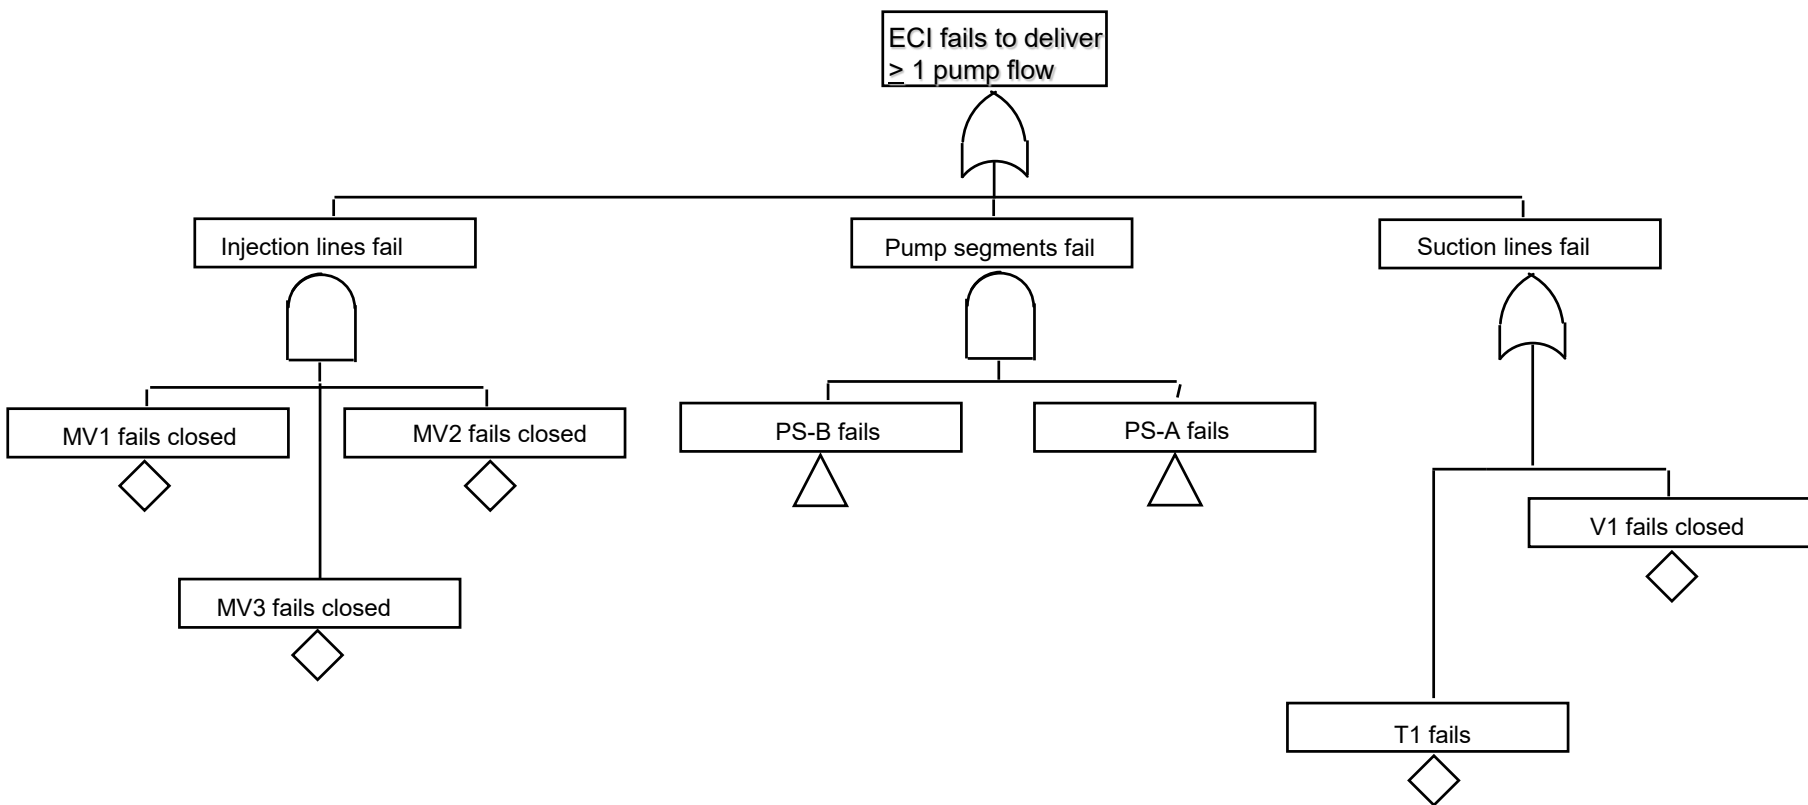 ECI fails to deliver
≥ 1 pump flow
Injection lines fail
Pump segments fail
Suction lines fail
MV1 fails closed
MV2 fails closed
PS-B fails
PS-A fails
V1 fails closed
MV3 fails closed
T1 fails